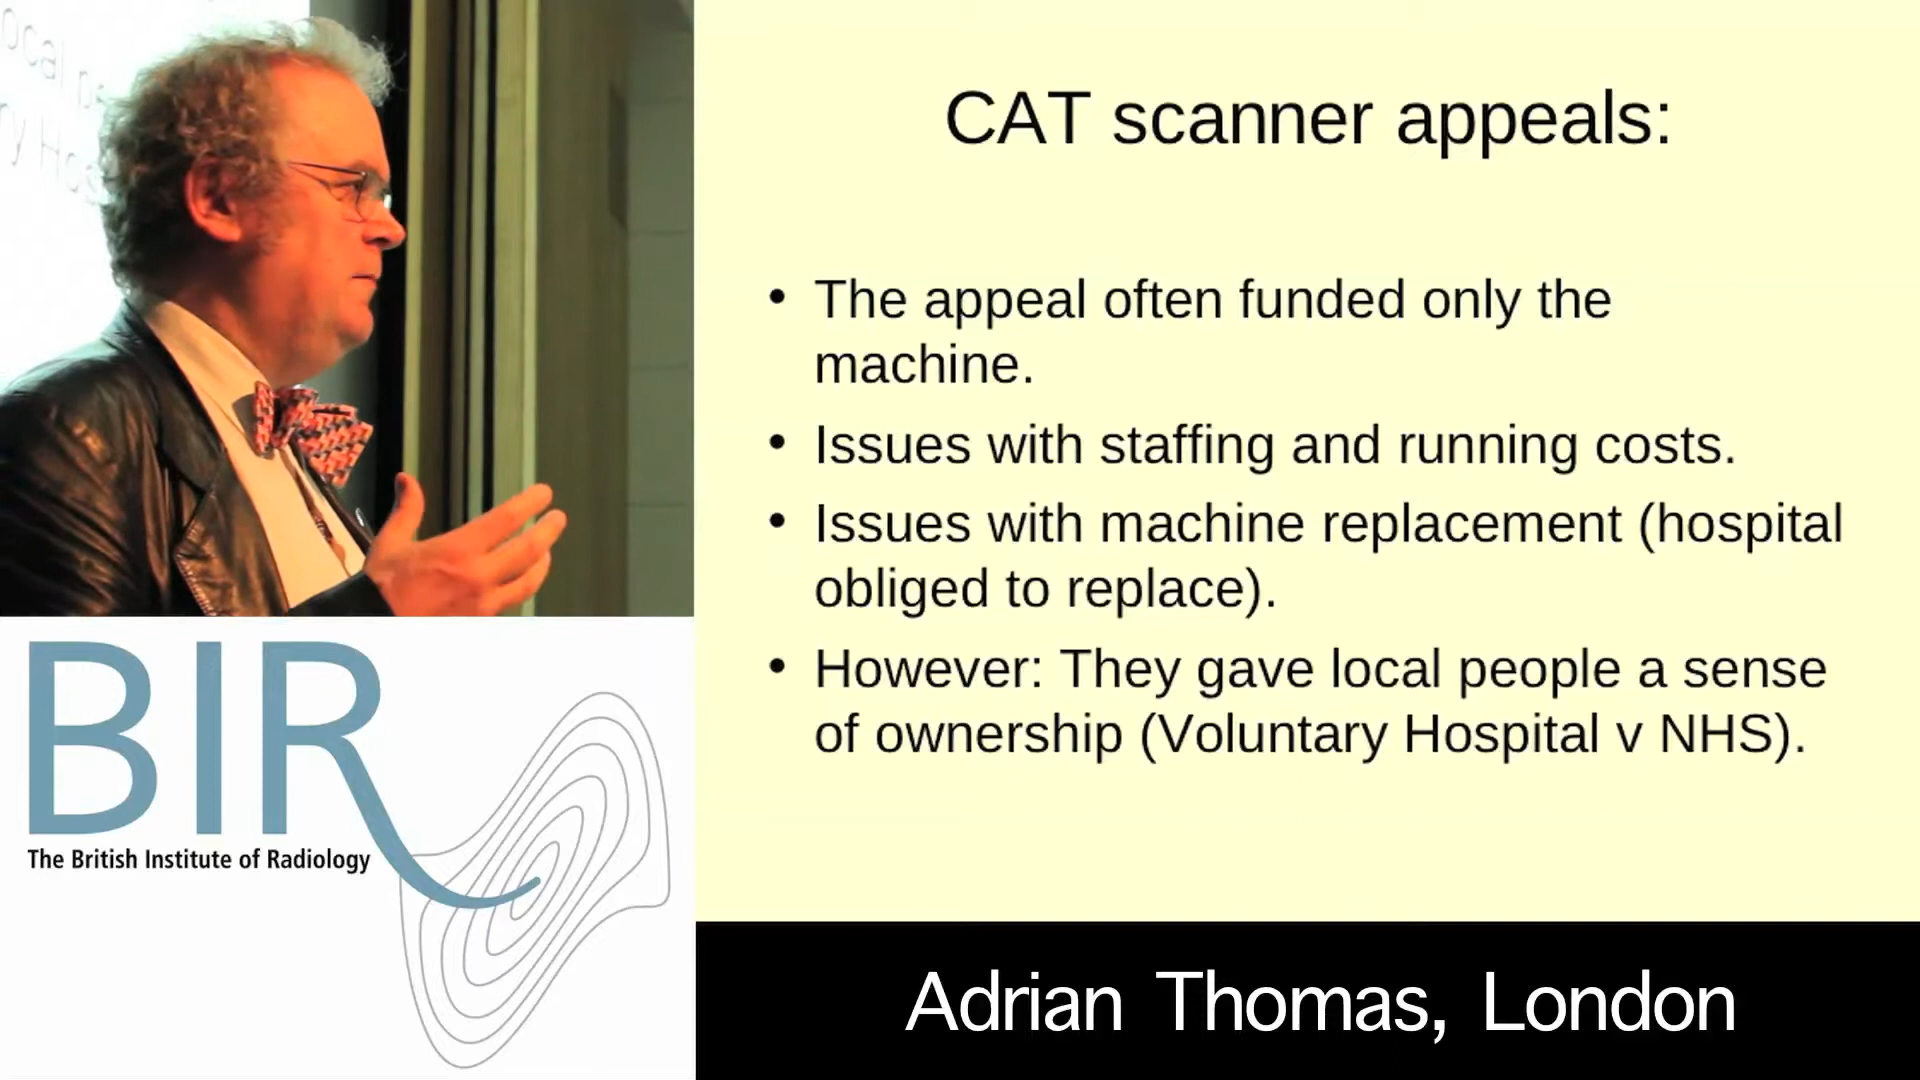 CAT scanner appeals:
• The appeal often funded only the
machine.
• Issues with staffing and running costs.
• Issues with machine replacement (hospital
obliged to replace).
• However: They gave local people a sense
of ownership (Voluntary Hospital v NHS).
BIR
The British Institute of Radiology
Adrian Thomas, London